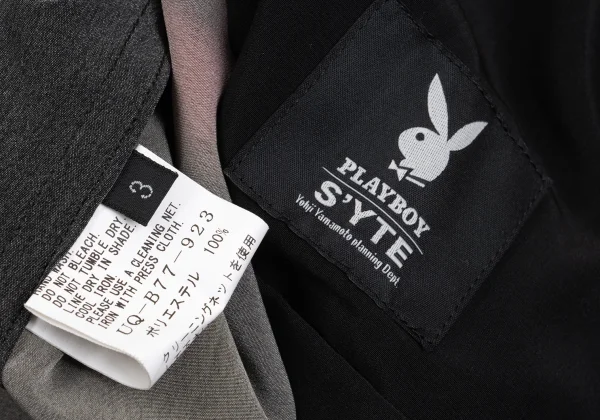 PLAYBOY
S'YTE
Yohji Yamamoto planning Dept.
3
HAND WASH.
DO NOT BLEACH.
DO NOT TUMBLE DRY.
LINE DRY IN SHADE.
COOL IRON.
PLEASE USE A CLEANING NET.
IRON WITH PRESS CLOTH.
UQ-B77-923
ポリエステル 100%
クリーニングネットを使用